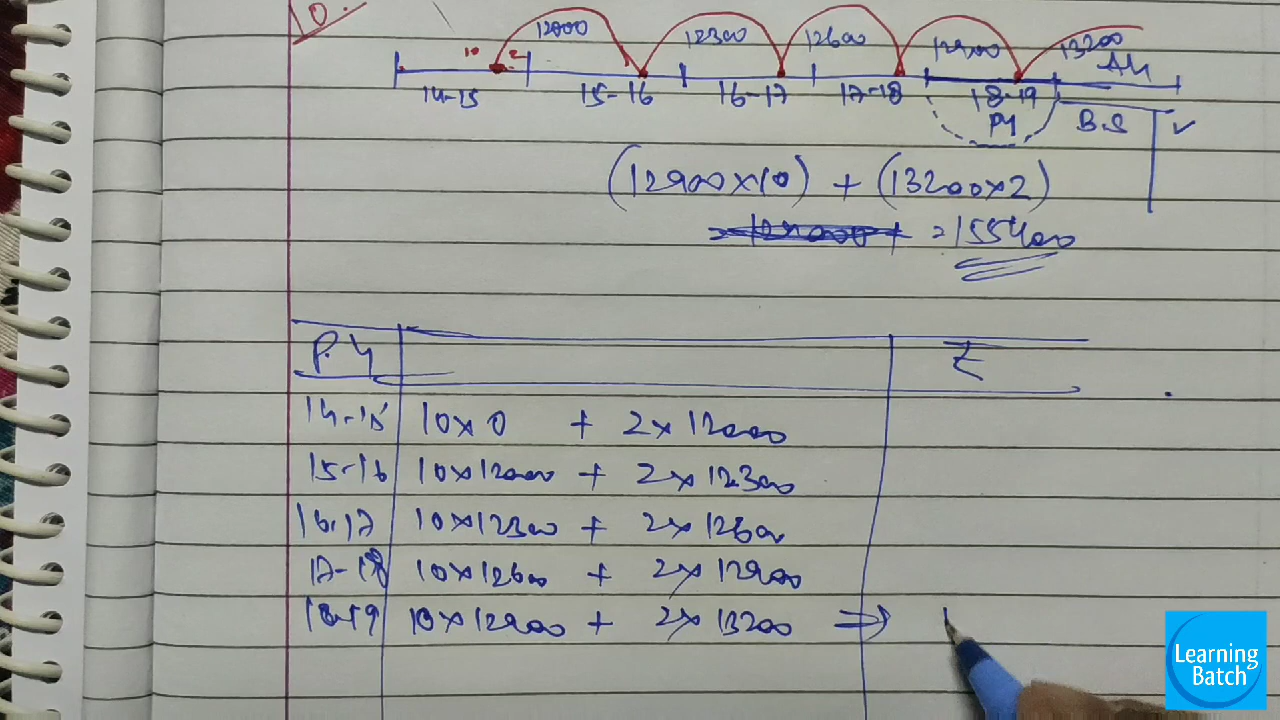 12000 12300 12600 12900 13200
10 2 AY
14-15 15-16 16-17 17-18 18-19
PY B.S ✓
(12900×10) + (13200×2)
= 155400
P.Y ₹
14-15 10×0 + 2×12000
15-16 10×12000 + 2×12300
16-17 10×12300 + 2×12600
17-18 10×12600 + 2×12900
18-19 10×12900 + 2×13200 ⇒
Learning
Batch